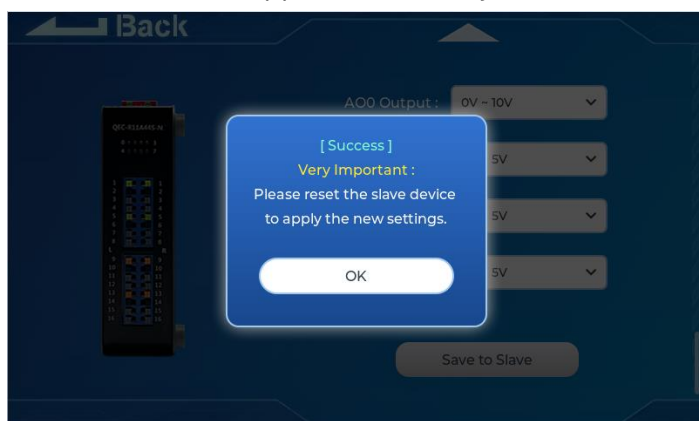 Back
AO0 Output :
0V ~ 10V
[ Success ]
Very Important :
Please reset the slave device
to apply the new settings.
OK
5V
5V
5V
Save to Slave